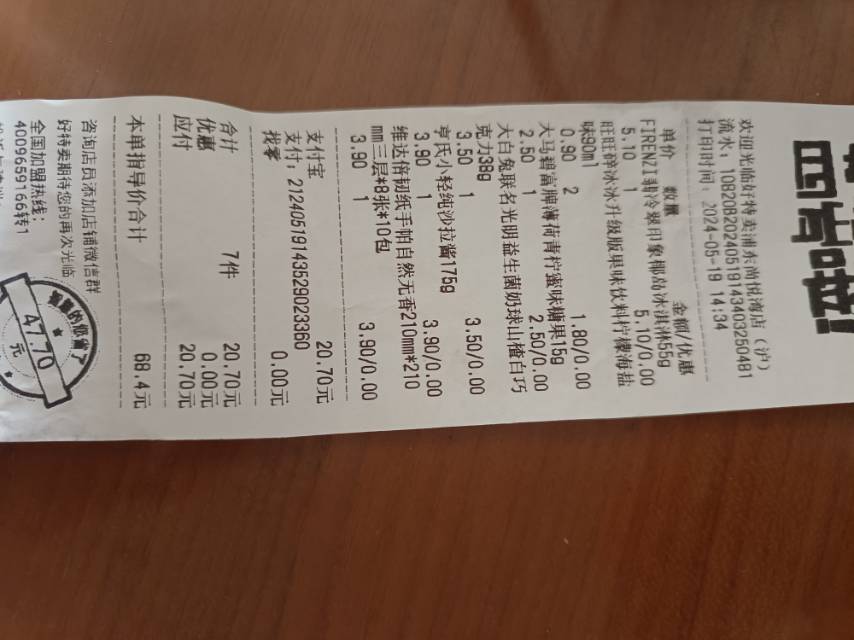 欢迎光临好特卖浦东尚悦湾店（沪）
流水：10820B20240519143403250481
打印时间：2024-05-19 14:34
单价 数量 金额/优惠
FIRENZI翡冷翠印象椰岛冰淇淋55g
5.10 1 5.10/0.00
旺旺碎冰冰升级版果味饮料柠檬海盐
味90ml
0.90 2 1.80/0.00
大马碧富牌薄荷青柠蜜味糖果15g
2.50 1 2.50/0.00
大白兔联名光明益生菌奶球山楂白巧
克力38g
3.50 1 3.50/0.00
亨氏小轻纯沙拉酱175g
3.90 1 3.90/0.00
维达倍韧纸手帕自然无香210mm*210
mm三层*8张*10包
3.90 1 3.90/0.00
支付宝 20.70元
支付：2124051914352902336​0
找零 0.00元
合计 7件 20.70元
优惠 0.00元
应付 20.70元
本单指导价合计 68.4元
咨询店员添加店铺微信群
好特卖期待您的再次光临
全国加盟热线：
4009659166转1
聪明的您省了
47.70
元